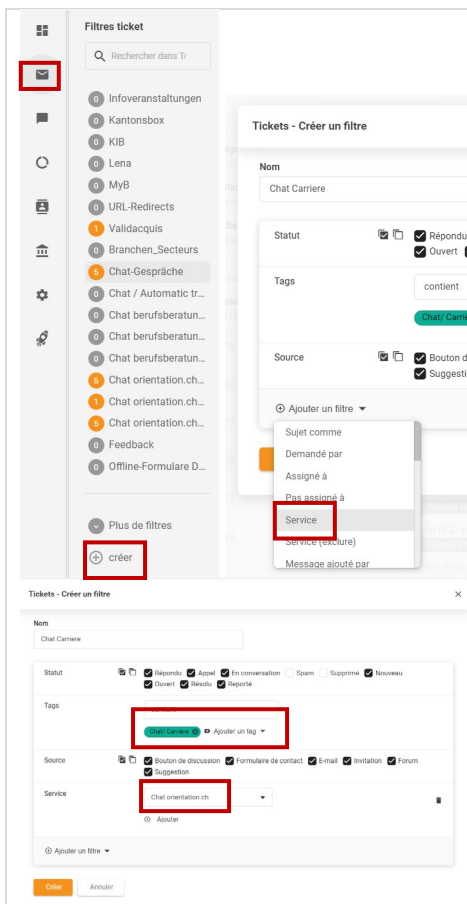 Filtres ticket
Rechercher dans Ti
0 Infoveranstaltungen
0 Kantonsbox
0 KIB
0 Lena
0 MyB
0 URL-Redirects
1 Validacquis
0 Branchen_Secteurs
5 Chat-Gespräche
0 Chat / Automatic tr...
0 Chat berufsberatun...
0 Chat berufsberatun...
0 Chat berufsberatun...
5 Chat orientation.ch...
1 Chat orientation.ch...
5 Chat orientation.ch...
0 Feedback
0 Offline-Formulare D...
Plus de filtres
créer
Tickets - Créer un filtre
Nom
Chat Carriere
Statut
Répondu
Ouvert
Tags
contient
Chat/ Carriè
Source
Bouton d
Suggesti
Ajouter un filtre
Sujet comme
Demandé par
Assigné à
Pas assigné à
Service
Service (exclure)
Message ajouté par
Tickets - Créer un filtre
Nom
Chat Carriere
Statut
Répondu Appel En conversation Spam Supprimé Nouveau
Ouvert Résolu Reporté
Tags
Chat/ Carrière Ajouter un tag
Source
Bouton de discussion Formulaire de contact E-mail Invitation Forum
Suggestion
Service
Chat orientation.ch
Ajouter
Ajouter un filtre
Créer Annuler